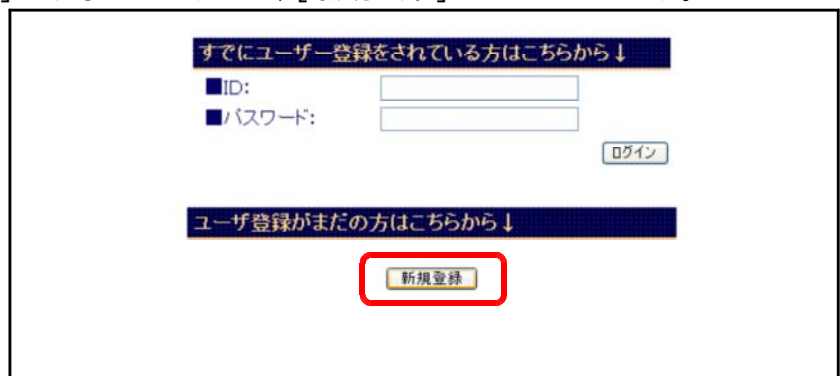 すでにユーザー登録をされている方はこちらから↓
■ID:
■パスワード:
ログイン
ユーザ登録がまだの方はこちらから↓
新規登録